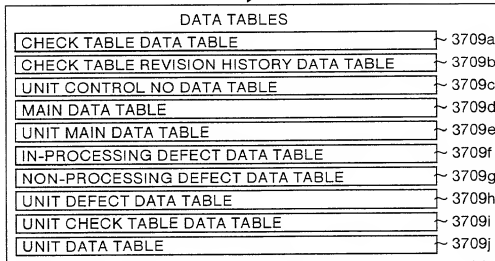 DATA TABLES
CHECK TABLE DATA TABLE ~ 3709a
CHECK TABLE REVISION HISTORY DATA TABLE ~ 3709b
UNIT CONTROL NO DATA TABLE ~ 3709c
MAIN DATA TABLE ~ 3709d
UNIT MAIN DATA TABLE ~ 3709e
IN-PROCESSING DEFECT DATA TABLE ~ 3709f
NON-PROCESSING DEFECT DATA TABLE ~ 3709g
UNIT DEFECT DATA TABLE ~ 3709h
UNIT CHECK TABLE DATA TABLE ~ 3709i
UNIT DATA TABLE ~ 3709j